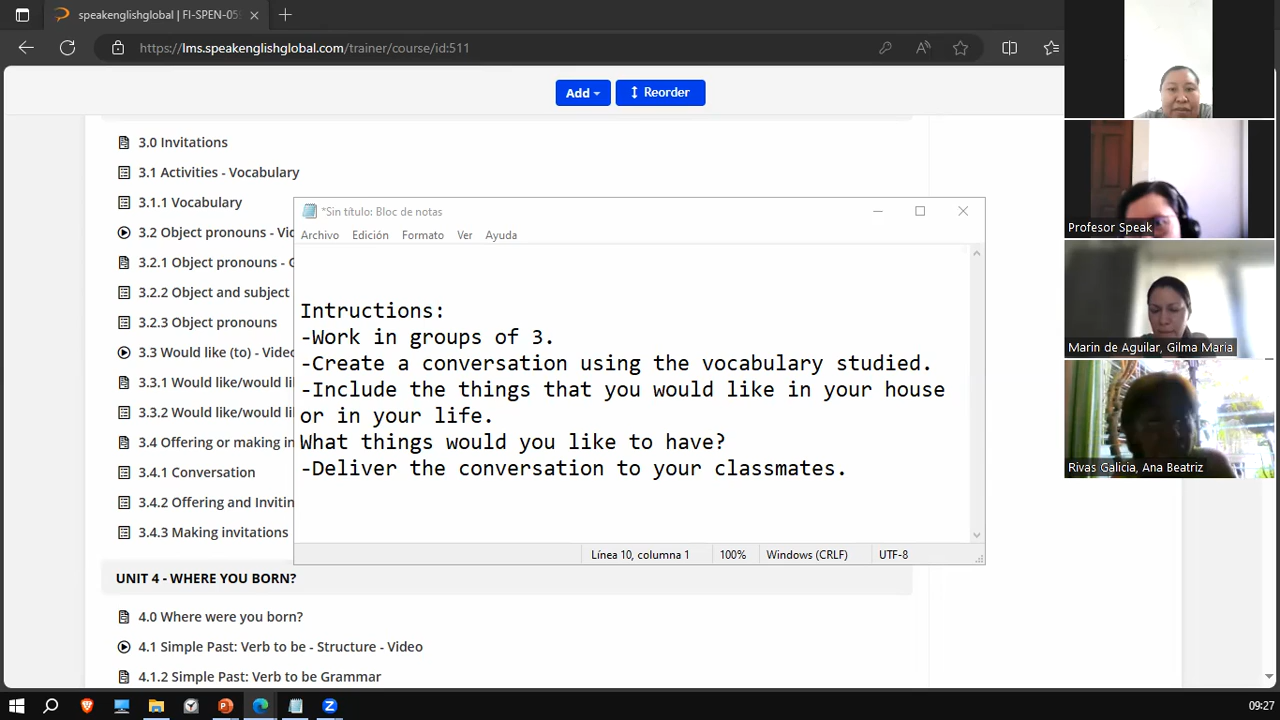 speakenglishglobal | FI-SPEN-05
https://lms.speakenglishglobal.com/trainer/course/id:511
Add
Reorder
3.0 Invitations
3.1 Activities - Vocabulary
3.1.1 Vocabulary
3.2 Object pronouns - Vid
3.2.1 Object pronouns - G
3.2.2 Object and subject
3.2.3 Object pronouns
3.3 Would like (to) - Video
3.3.1 Would like/would li
3.3.2 Would like/would li
3.4 Offering or making in
3.4.1 Conversation
3.4.2 Offering and Inviting
3.4.3 Making invitations
UNIT 4 - WHERE YOU BORN?
4.0 Where were you born?
4.1 Simple Past: Verb to be - Structure - Video
4.1.2 Simple Past: Verb to be Grammar
*Sin título: Bloc de notas
Archivo Edición Formato Ver Ayuda
Intructions:
-Work in groups of 3.
-Create a conversation using the vocabulary studied.
-Include the things that you would like in your house
or in your life.
What things would you like to have?
-Deliver the conversation to your classmates.
Línea 10, columna 1 100% Windows (CRLF) UTF-8
Profesor Speak
Marin de Aguilar, Gilma Maria
Rivas Galicia, Ana Beatriz
09:27